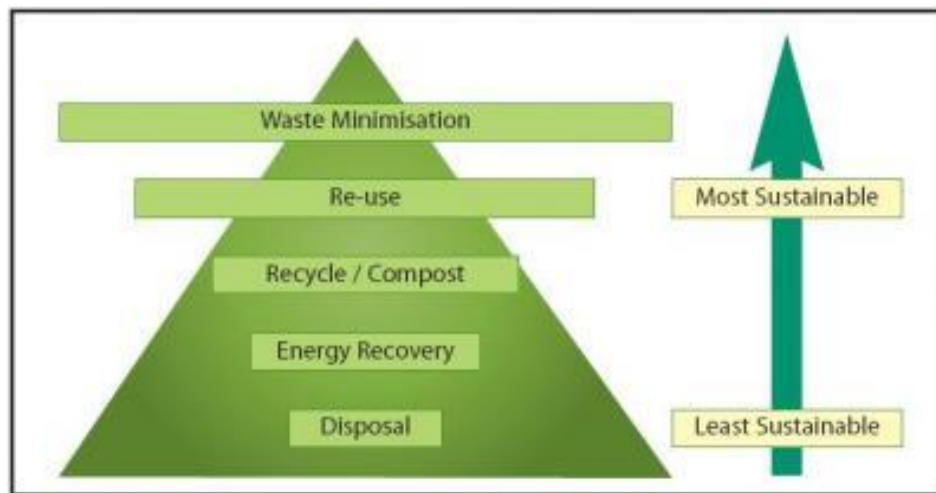 Waste Minimisation
Re-use
Most Sustainable
Recycle / Compost
Energy Recovery
Disposal
Least Sustainable